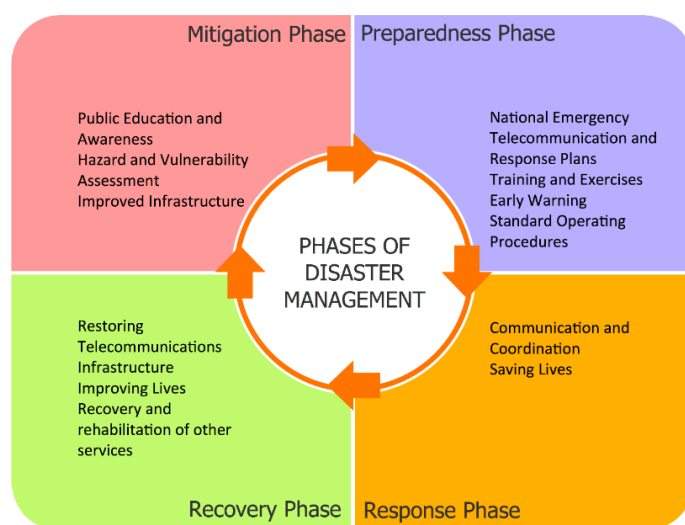 Mitigation Phase
Public Education and
Awareness
Hazard and Vulnerability
Assessment
Improved Infrastructure
Preparedness Phase
National Emergency
Telecommunication and
Response Plans
Training and Exercises
Early Warning
Standard Operating
Procedures
PHASES OF
DISASTER
MANAGEMENT
Restoring
Telecommunications
Infrastructure
Improving Lives
Recovery and
rehabilitation of other
services
Recovery Phase
Communication and
Coordination
Saving Lives
Response Phase